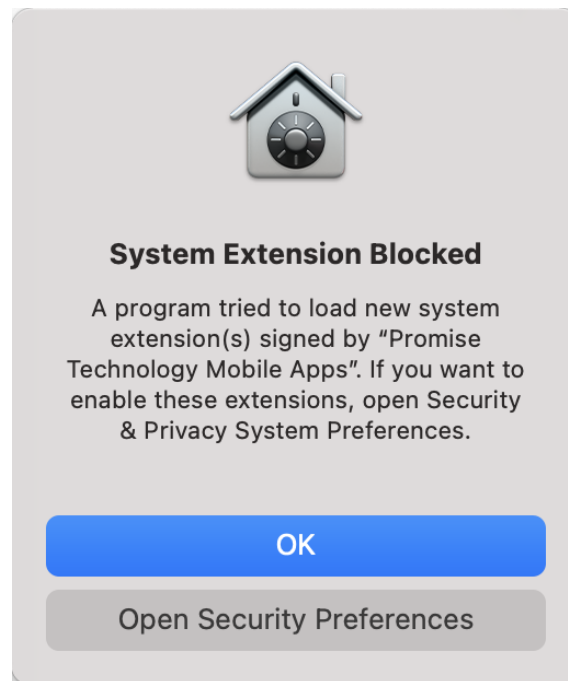 System Extension Blocked
A program tried to load new system
extension(s) signed by “Promise
Technology Mobile Apps”. If you want to
enable these extensions, open Security
& Privacy System Preferences.
OK
Open Security Preferences